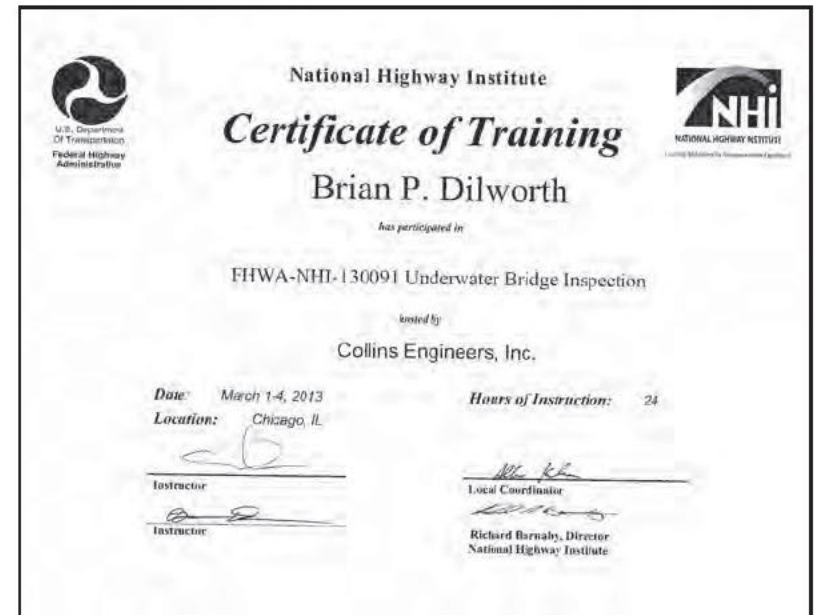 National Highway Institute
Certificate of Training
Brian P. Dilworth
has participated in
FHWA-NHI-130091 Underwater Bridge Inspection
hosted by
Collins Engineers, Inc.
U.S. Department
Of Transportation
Federal Highway
Administration
NHI
NATIONAL HIGHWAY INSTITUTE
Date: March 1-4, 2013
Location: Chicago, IL
Hours of Instruction: 24
Instructor
Instructor
Local Coordinator
Richard Barnaby, Director
National Highway Institute